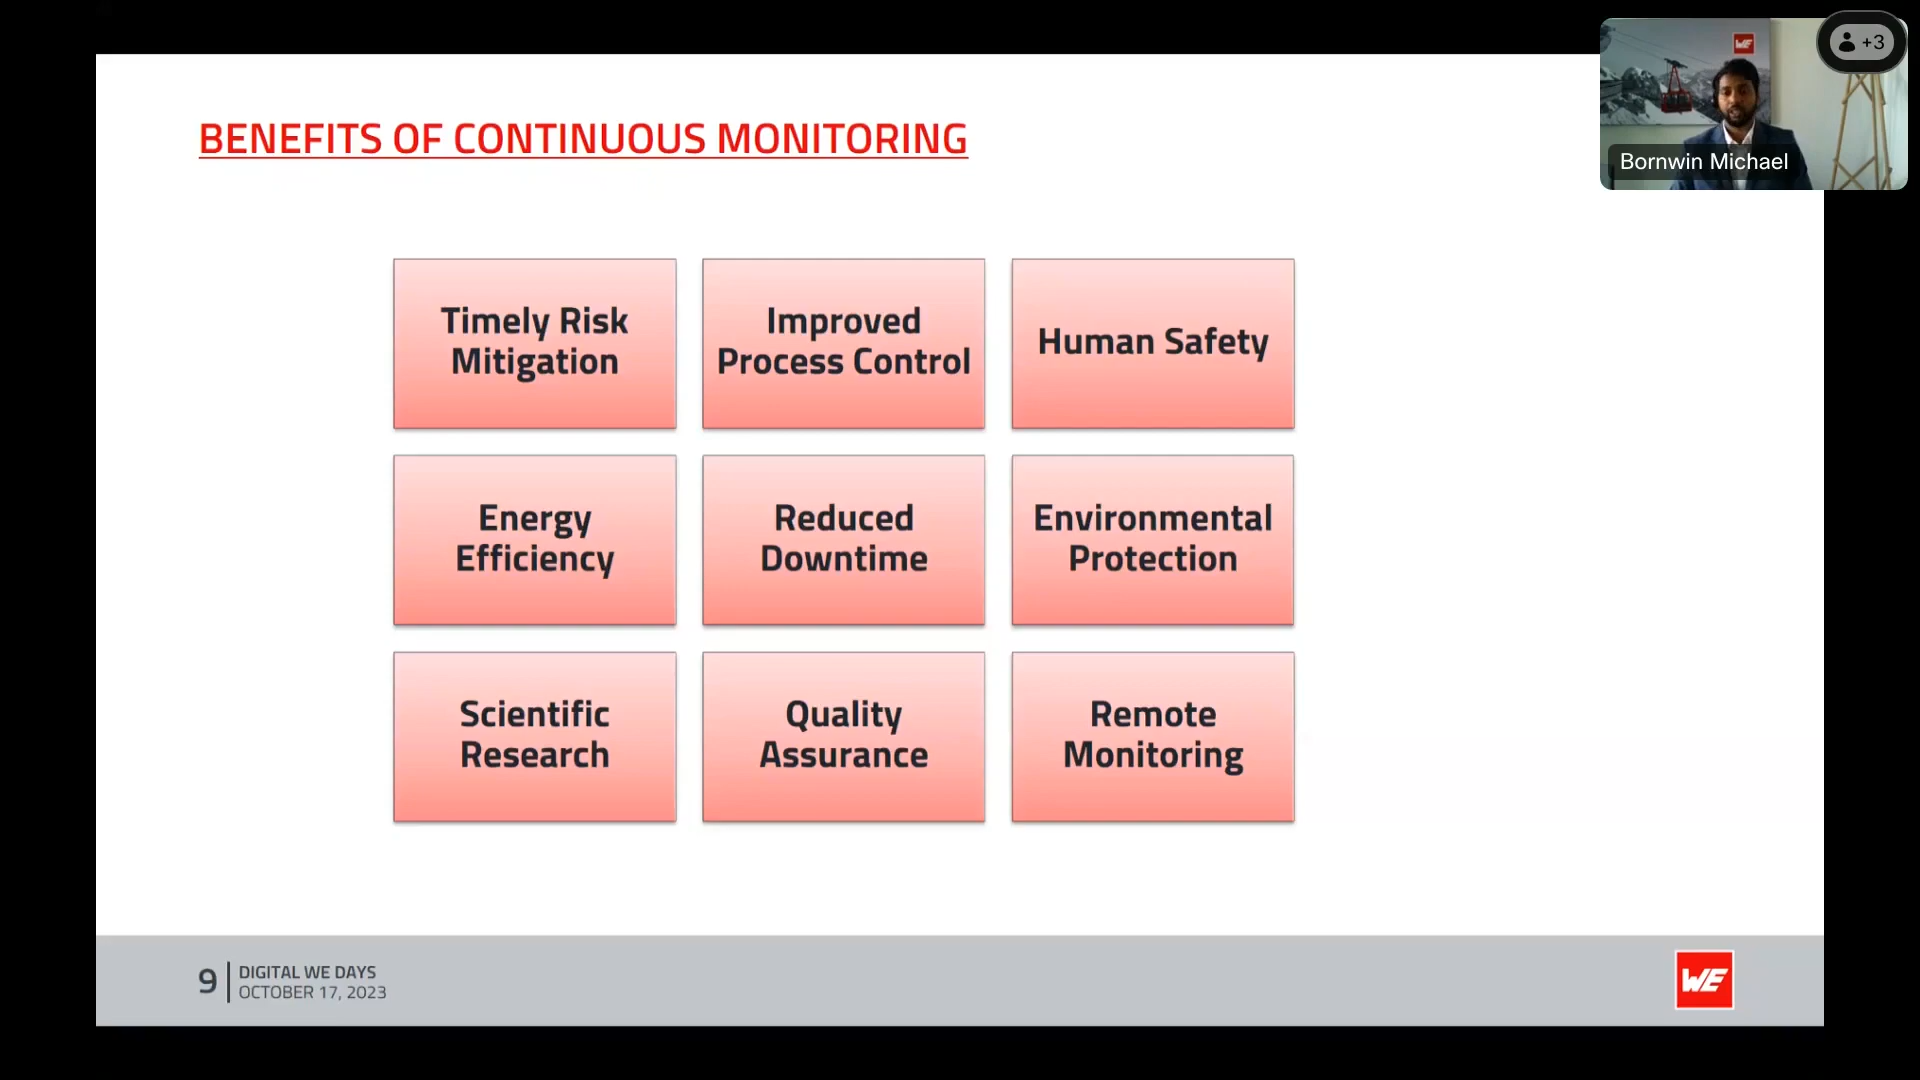 +3
WE
Bornwin Michael
BENEFITS OF CONTINUOUS MONITORING
Timely Risk
Mitigation
Improved
Process Control
Human Safety
Energy
Efficiency
Reduced
Downtime
Environmental
Protection
Scientific
Research
Quality
Assurance
Remote
Monitoring
9
DIGITAL WE DAYS
OCTOBER 17, 2023
WE